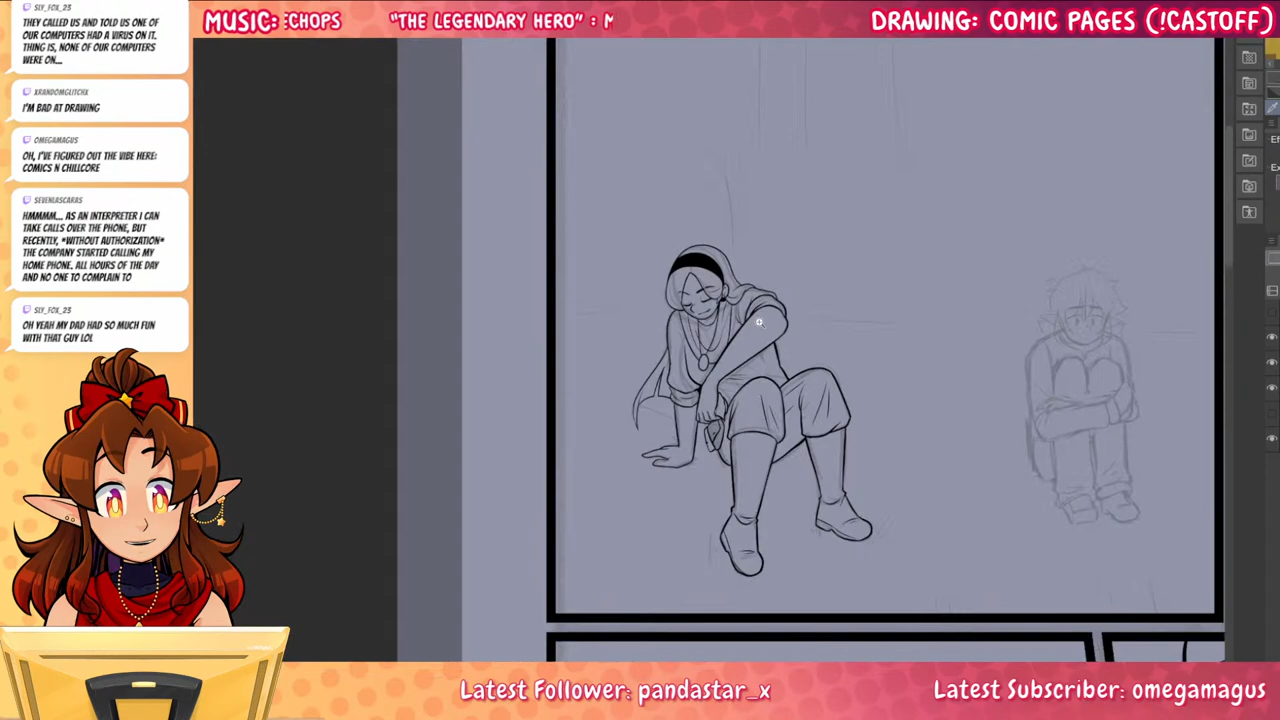 MUSIC: ECHOPS "THE LEGENDARY HERO" : M
DRAWING: COMIC PAGES (!CASTOFF)
SLY_FOX_23
THEY CALLED US AND TOLD US ONE OF
OUR COMPUTERS HAD A VIRUS ON IT.
THING IS, NONE OF OUR COMPUTERS
WERE ON...
XRANDOMGLITCHX
I'M BAD AT DRAWING
OMEGAMAGUS
OH, I'VE FIGURED OUT THE VIBE HERE:
COMICS N CHILLCORE
SEVENLASCARAS
HMMMM... AS AN INTERPRETER I CAN
TAKE CALLS OVER THE PHONE, BUT
RECENTLY, *WITHOUT AUTHORIZATION*
THE COMPANY STARTED CALLING MY
HOME PHONE. ALL HOURS OF THE DAY
AND NO ONE TO COMPLAIN TO
SLY_FOX_23
OH YEAH MY DAD HAD SO MUCH FUN
WITH THAT GUY LOL
Latest Follower: pandastar_x
Latest Subscriber: omegamagus